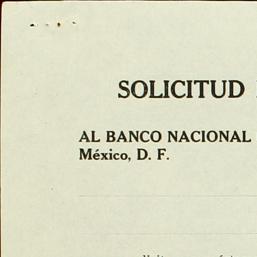 SOLICITUD
AL BANCO NACIONAL
México, D. F.